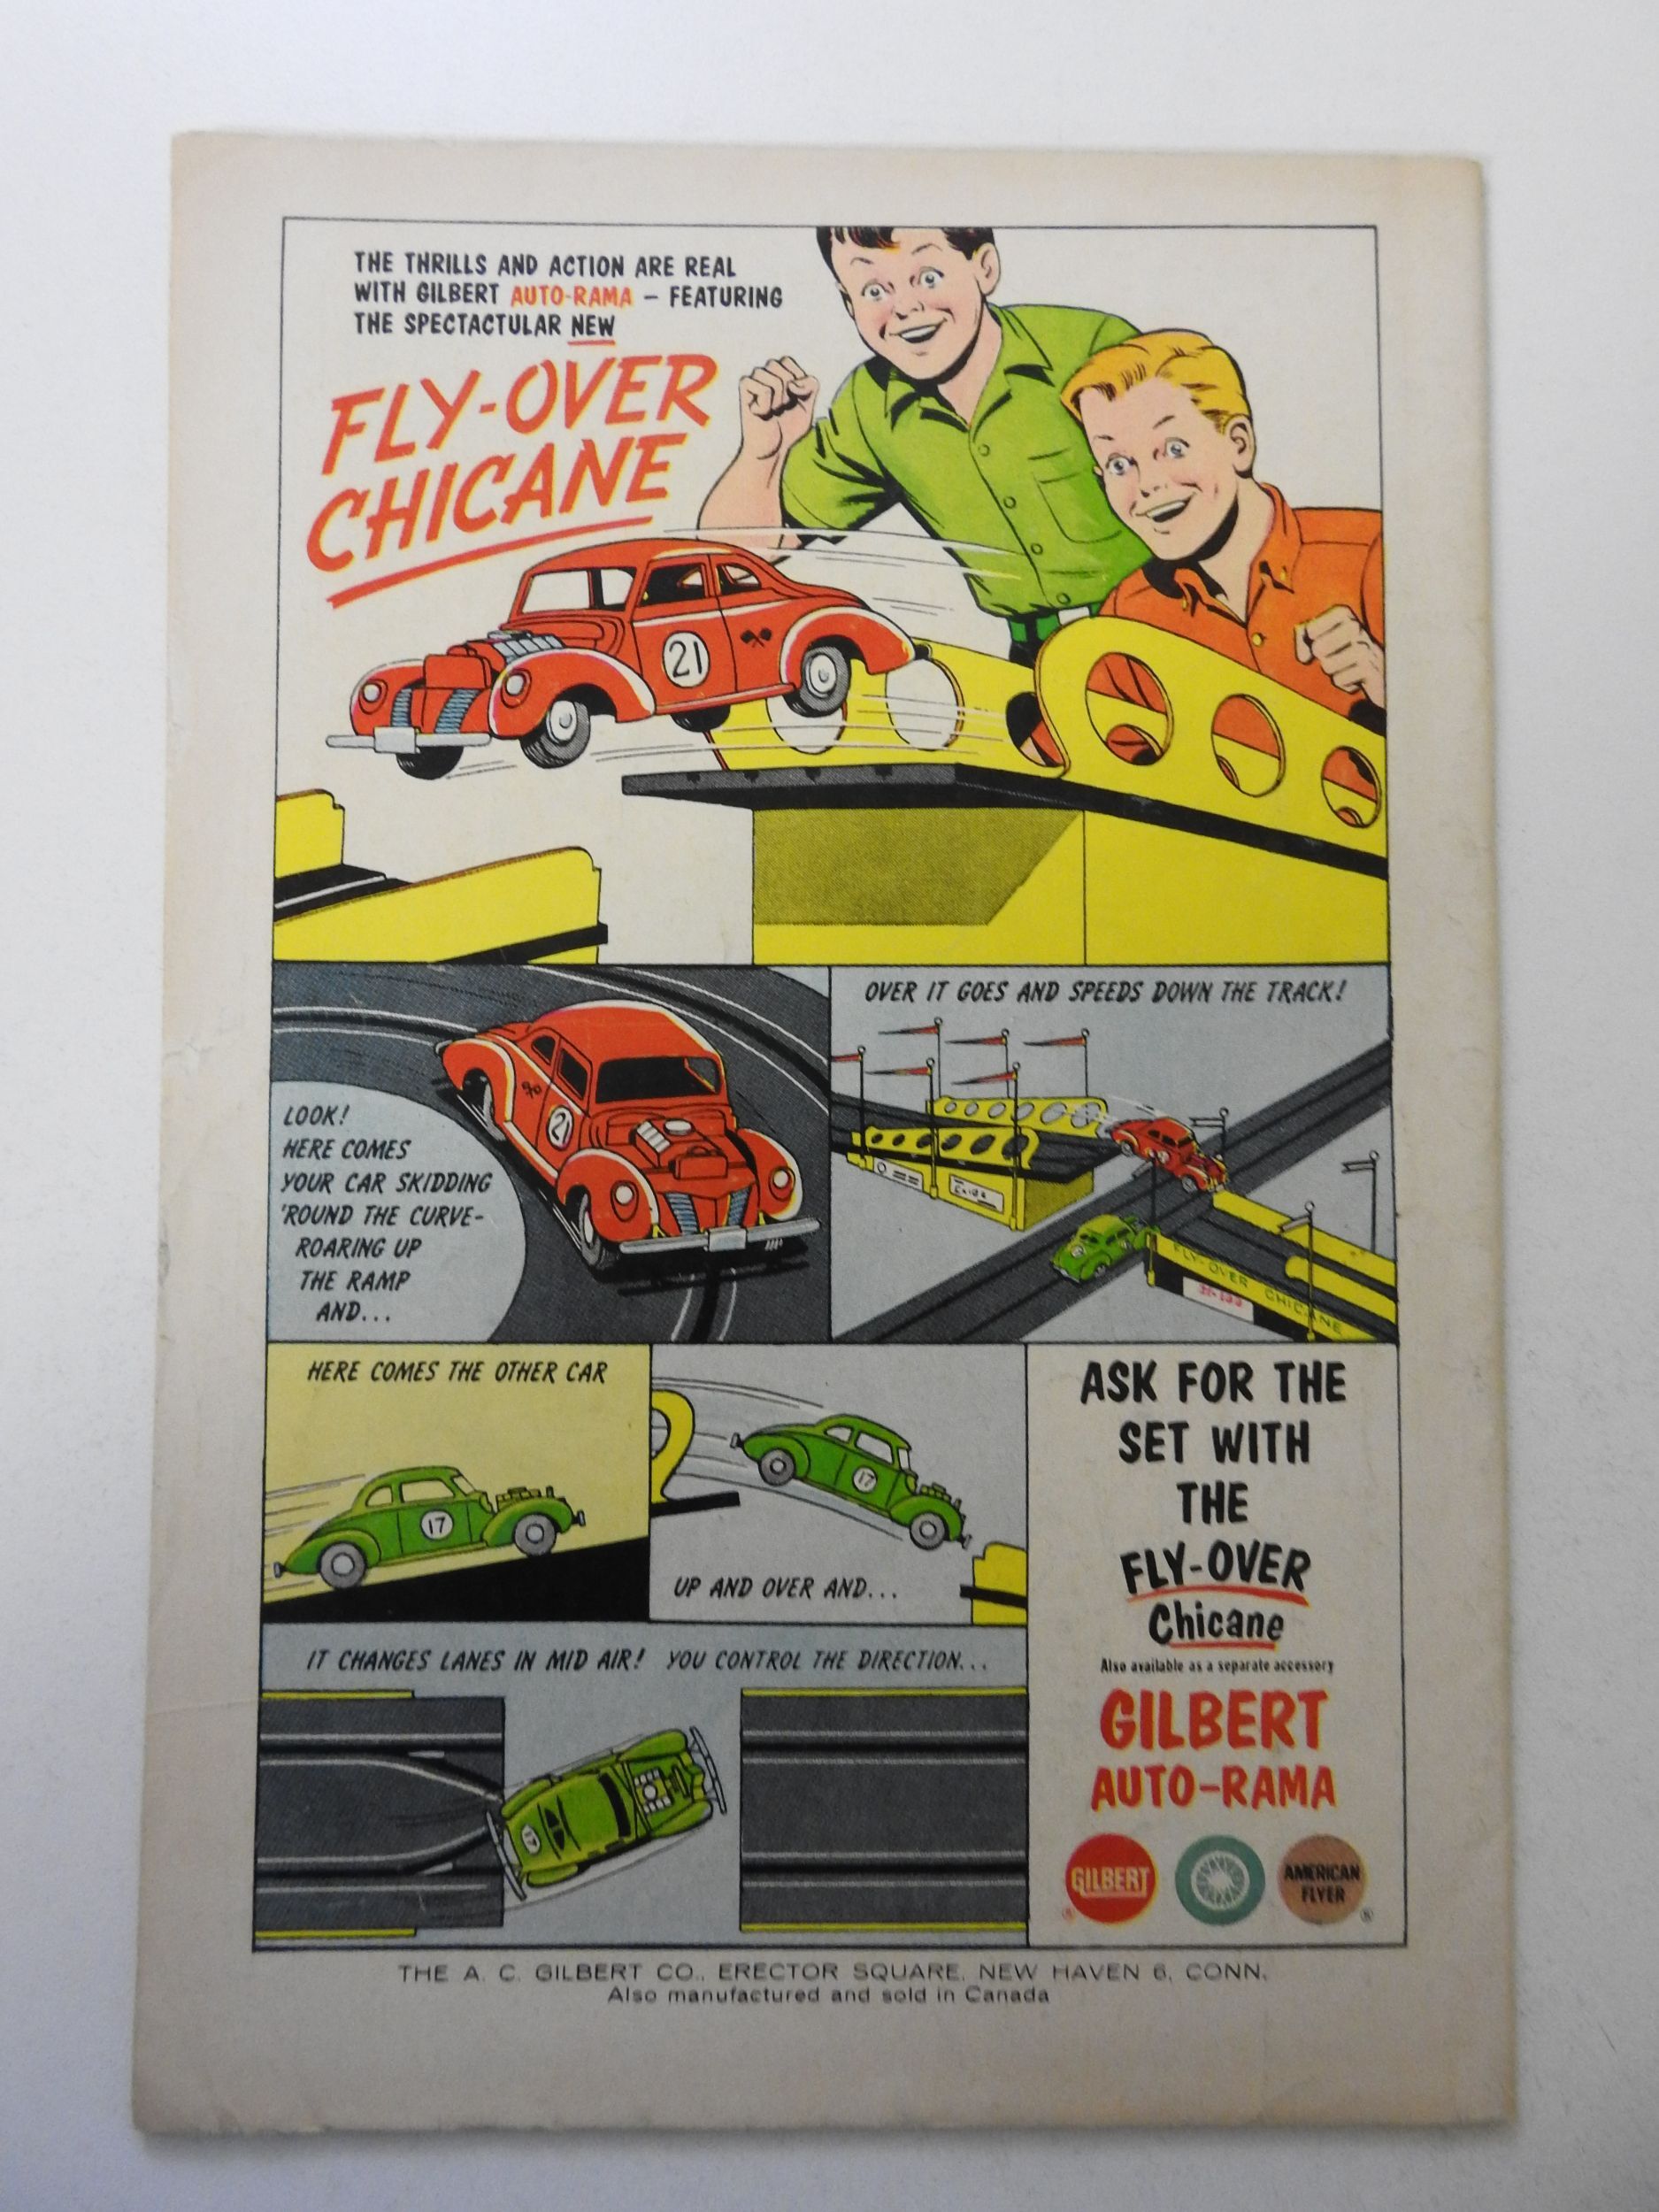 THE THRILLS AND ACTION ARE REAL
WITH GILBERT AUTO-RAMA — FEATURING
THE SPECTACTULAR NEW
FLY-OVER
CHICANE
21
LOOK!
HERE COMES
YOUR CAR SKIDDING
'ROUND THE CURVE-
ROARING UP
THE RAMP
AND...
21
OVER IT GOES AND SPEEDS DOWN THE TRACK!
FLY-OVER CHICANE
HERE COMES THE OTHER CAR
17
17
UP AND OVER AND...
IT CHANGES LANES IN MID AIR! YOU CONTROL THE DIRECTION...
17
ASK FOR THE
SET WITH
THE
FLY-OVER
Chicane
Also available as a separate accessory
GILBERT
AUTO-RAMA
GILBERT
®
AMERICAN
FLYER
®
THE A. C. GILBERT CO., ERECTOR SQUARE, NEW HAVEN 6, CONN.
Also manufactured and sold in Canada